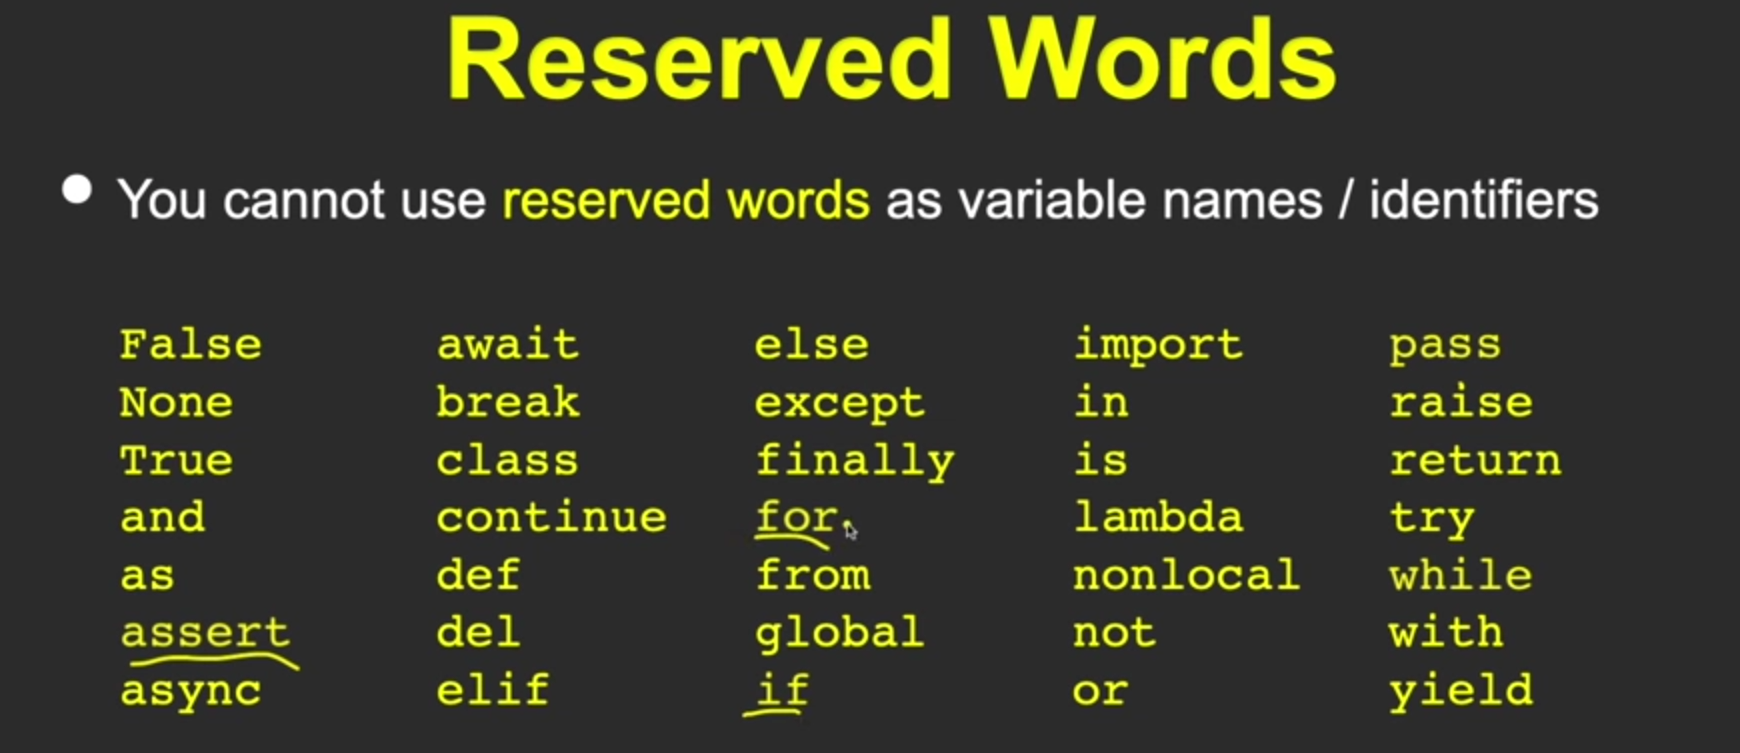 Reserved Words
• You cannot use reserved words as variable names / identifiers
False await else import pass
None break except in raise
True class finally is return
and continue for lambda try
as def from nonlocal while
assert del global not with
async elif if or yield